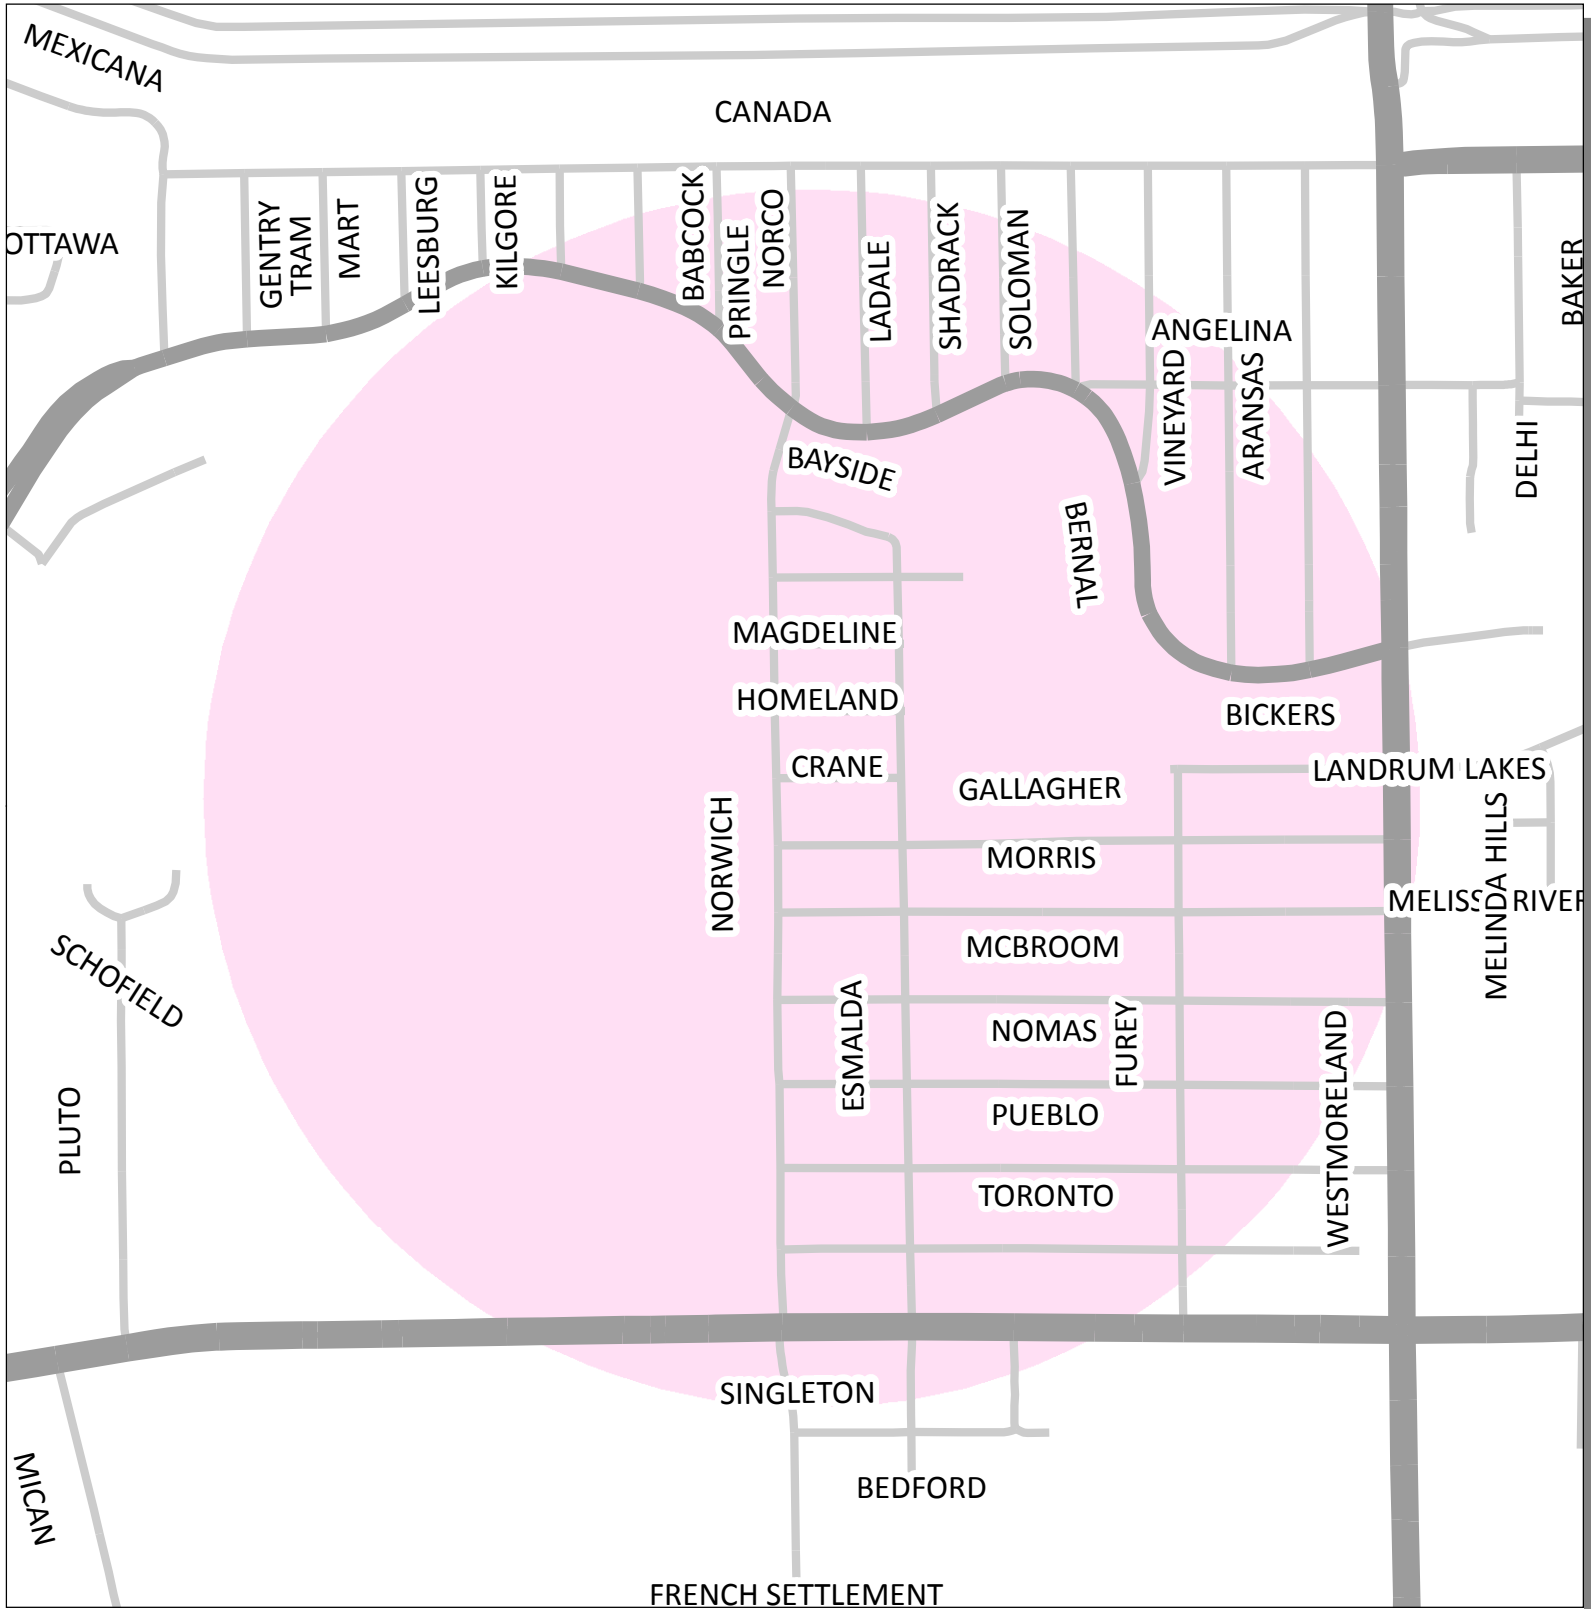 MEXICANA
CANADA
OTTAWA
GENTRY
TRAM
MART
LEESBURG
KILGORE
BABCOCK
PRINGLE
NORCO
LADALE
SHADRACK
SOLOMAN
ANGELINA
VINEYARD
ARANSAS
BAKER
DELHI
BAYSIDE
BERNAL
MAGDELINE
HOMELAND
BICKERS
CRANE
GALLAGHER
LANDRUM LAKES
NORWICH
MORRIS
MELINDA HILLS
RIVER
SCHOFIELD
MCBROOM
ESMALDA
NOMAS
FUREY
WESTMORELAND
PLUTO
PUEBLO
TORONTO
SINGLETON
MICAN
BEDFORD
FRENCH SETTLEMENT